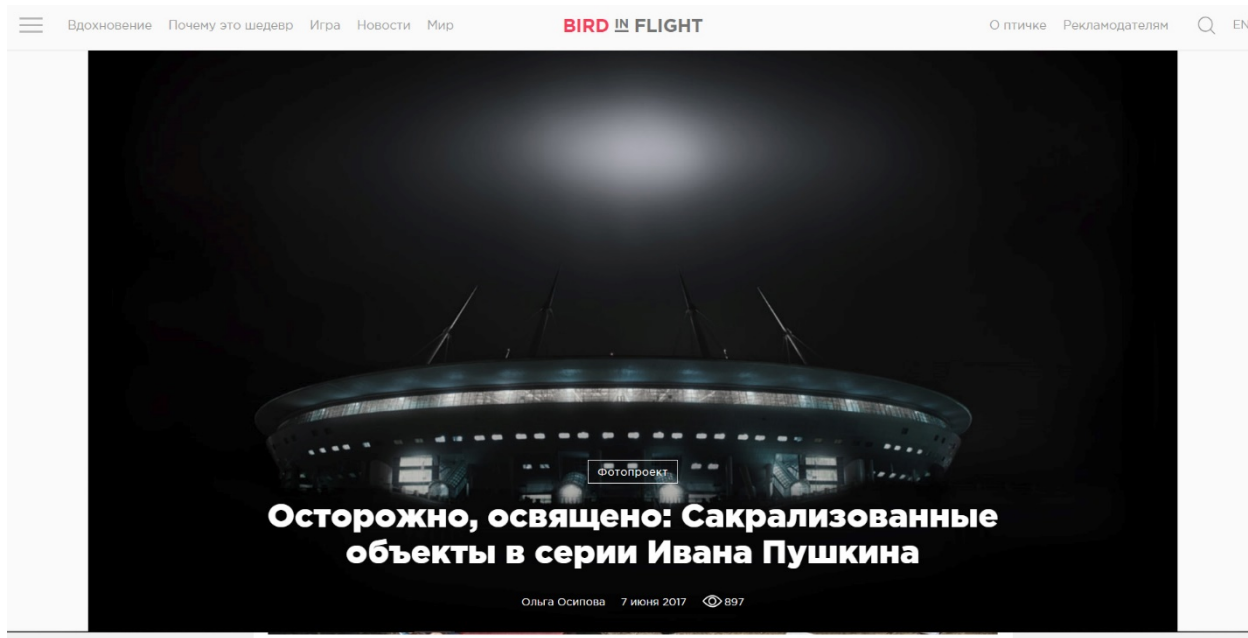 Вдохновение Почему это шедевр Игра Новости Мир BIRD IN FLIGHT О птичке Рекламодателям EN
Фотопроект
Осторожно, освящено: Сакрализованные
объекты в серии Ивана Пушкина
Ольга Осипова 7 июня 2017 897